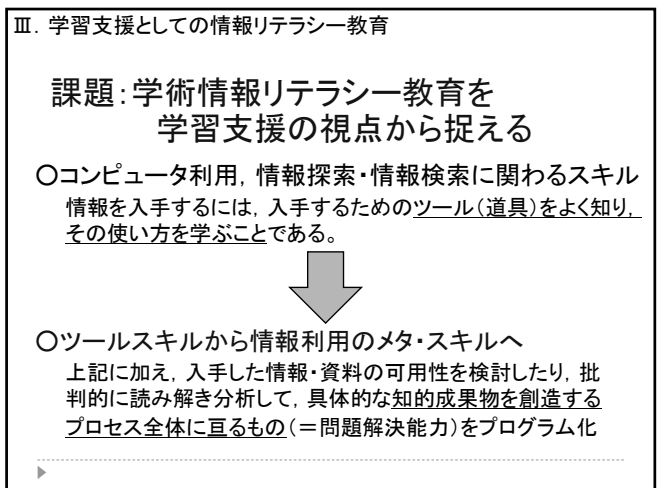 Ⅲ．学習支援としての情報リテラシー教育
課題：学術情報リテラシー教育を
学習支援の視点から捉える
○コンピュータ利用，情報探索・情報検索に関わるスキル
情報を入手するには，入手するためのツール（道具）をよく知り，
その使い方を学ぶことである。
○ツールスキルから情報利用のメタ・スキルへ
上記に加え，入手した情報・資料の可用性を検討したり，批
判的に読み解き分析して，具体的な知的成果物を創造する
プロセス全体に亘るもの（＝問題解決能力）をプログラム化